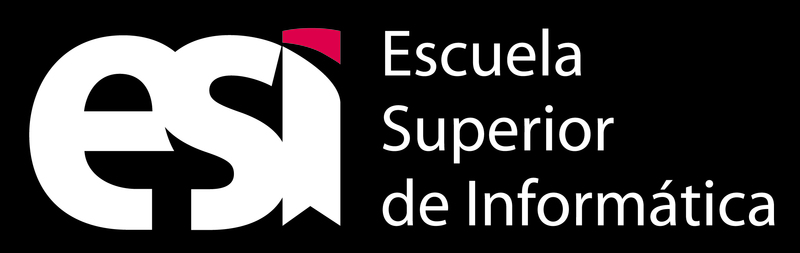 esi
Escuela
Superior
de Informática